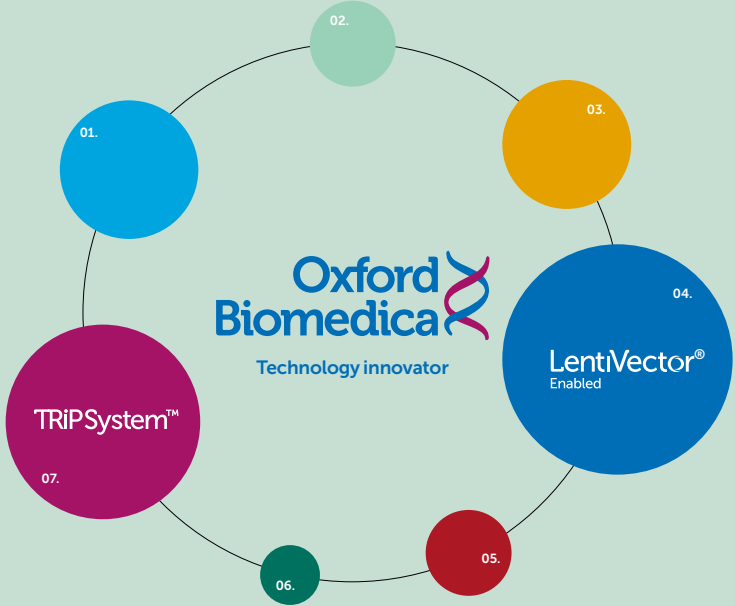 02.
01.
03.
Oxford
Biomedica
Technology innovator
04.
LentiVector®
Enabled
TRiPSystem™
07.
05.
06.